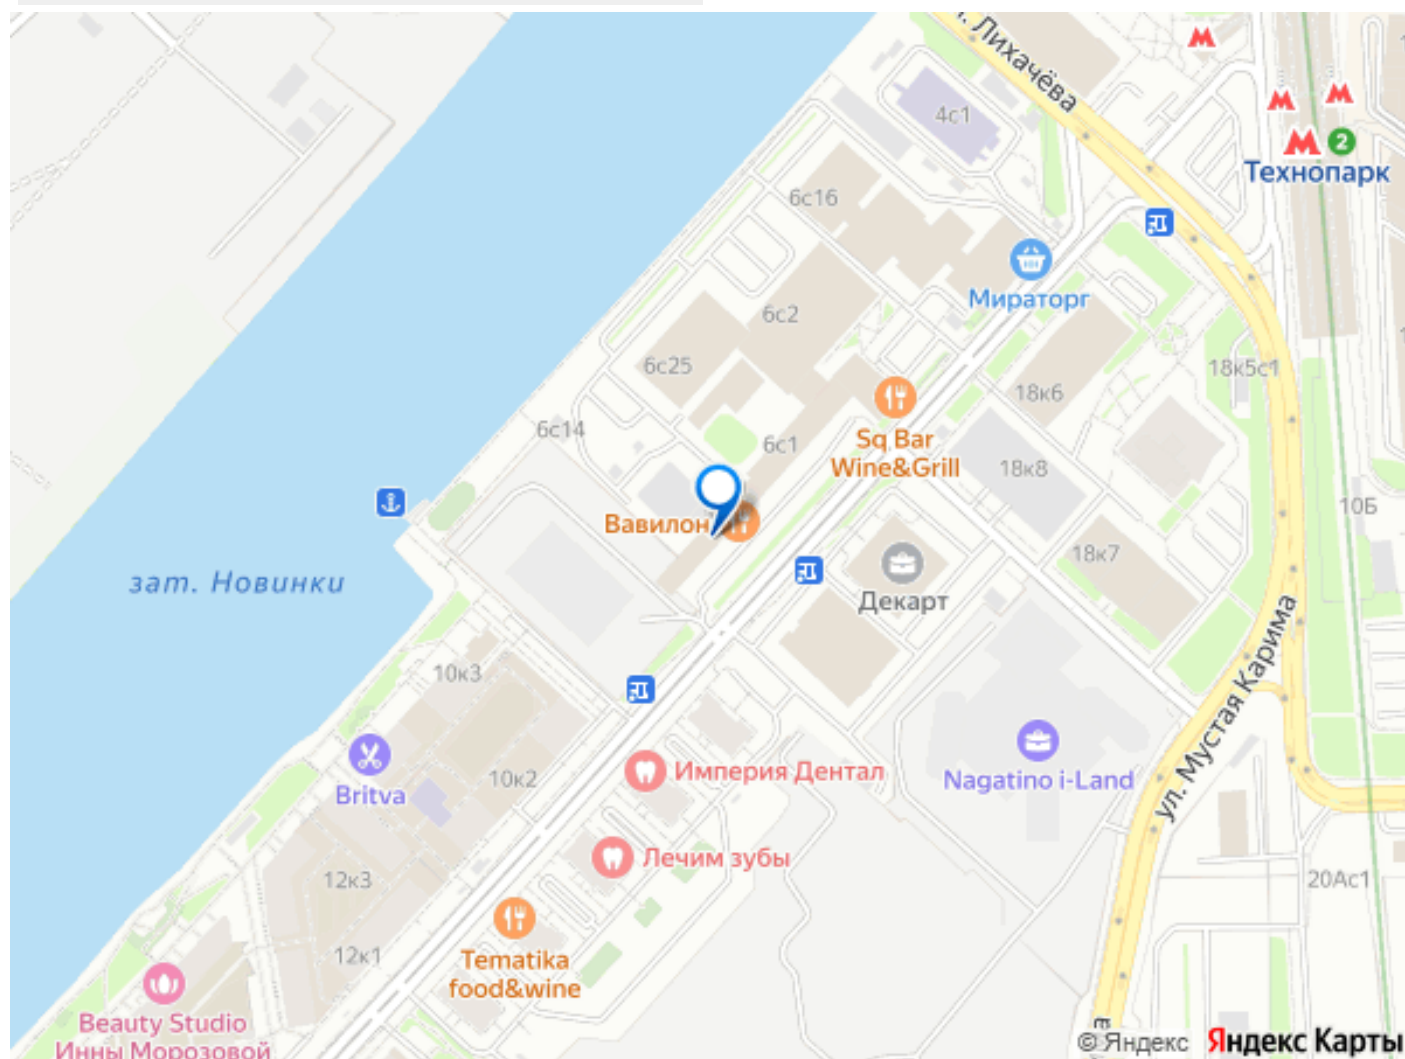 л. Лихачёва
4с1
Технопарк
2
6с16
Мираторг
6с2
6с25
18к6
18к5с1
6с14
6с1
Sq Bar
Wine&Grill
18к8
10Б
Вавилон
18к7
зат. Новинки
Декарт
ул. Мустая Карима
10к3
Britva
10к2
Империя Дентал
Nagatino i-Land
Лечим зубы
12к3
20Ас1
12к1
Tematika
food&wine
Beauty Studio
Инны Морозовой
© Яндекс
Яндекс Карты